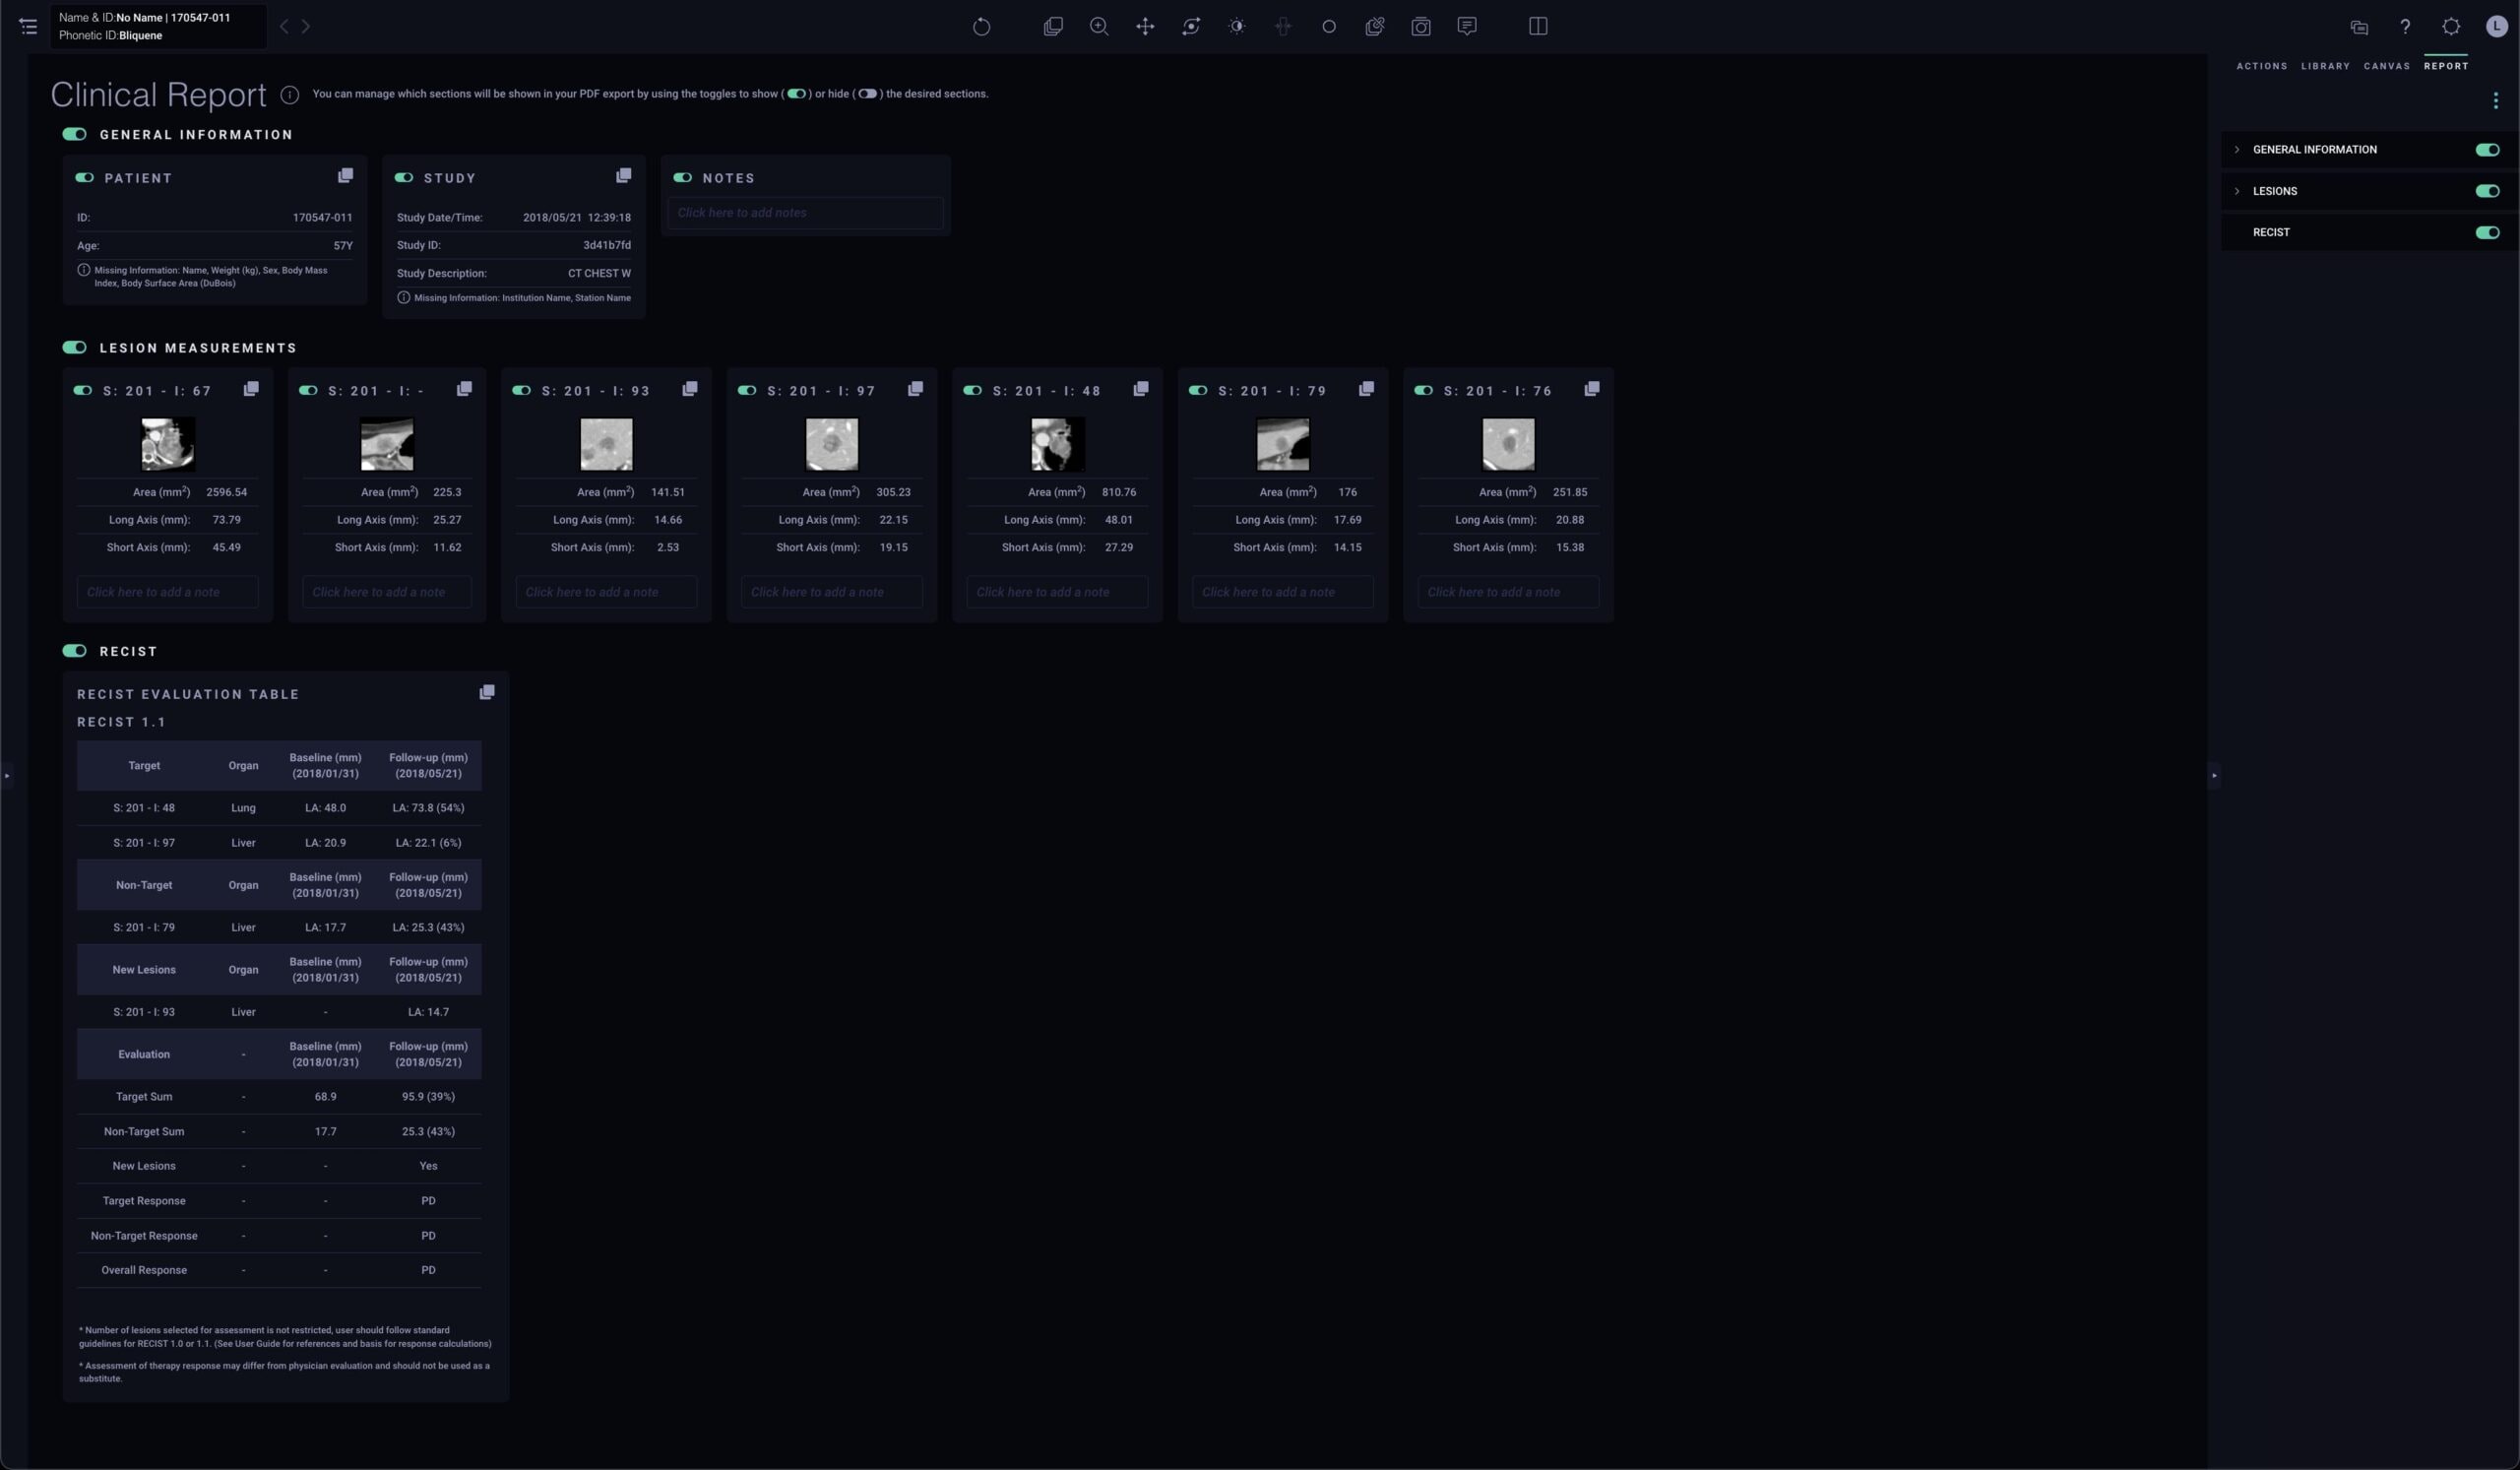 Name & ID:No Name | 170547-011
Phonetic ID:Bliquene
L
ACTIONS LIBRARY CANVAS REPORT
Clinical Report
You can manage which sections will be shown in your PDF export by using the toggles to show ( ) or hide ( ) the desired sections.
GENERAL INFORMATION
PATIENT
ID: 170547-011
Age: 57Y
Missing Information: Name, Weight (kg), Sex, Body Mass
Index, Body Surface Area (DuBois)
STUDY
Study Date/Time: 2018/05/21 12:39:18
Study ID: 3d41b7fd
Study Description: CT CHEST W
Missing Information: Institution Name, Station Name
NOTES
Click here to add notes
LESION MEASUREMENTS
S: 201 - I: 67
Area (mm²) 2596.54
Long Axis (mm): 73.79
Short Axis (mm): 45.49
Click here to add a note
S: 201 - I: -
Area (mm²) 225.3
Long Axis (mm): 25.27
Short Axis (mm): 11.62
Click here to add a note
S: 201 - I: 93
Area (mm²) 141.51
Long Axis (mm): 14.66
Short Axis (mm): 2.53
Click here to add a note
S: 201 - I: 97
Area (mm²) 305.23
Long Axis (mm): 22.15
Short Axis (mm): 19.15
Click here to add a note
S: 201 - I: 48
Area (mm²) 810.76
Long Axis (mm): 48.01
Short Axis (mm): 27.29
Click here to add a note
S: 201 - I: 79
Area (mm²) 176
Long Axis (mm): 17.69
Short Axis (mm): 14.15
Click here to add a note
S: 201 - I: 76
Area (mm²) 251.85
Long Axis (mm): 20.88
Short Axis (mm): 15.38
Click here to add a note
RECIST
RECIST EVALUATION TABLE
RECIST 1.1
Target Organ Baseline (mm) (2018/01/31) Follow-up (mm) (2018/05/21)
S: 201 - I: 48 Lung LA: 48.0 LA: 73.8 (54%)
S: 201 - I: 97 Liver LA: 20.9 LA: 22.1 (6%)
Non-Target Organ Baseline (mm) (2018/01/31) Follow-up (mm) (2018/05/21)
S: 201 - I: 79 Liver LA: 17.7 LA: 25.3 (43%)
New Lesions Organ Baseline (mm) (2018/01/31) Follow-up (mm) (2018/05/21)
S: 201 - I: 93 Liver - LA: 14.7
Evaluation - Baseline (mm) (2018/01/31) Follow-up (mm) (2018/05/21)
Target Sum - 68.9 95.9 (39%)
Non-Target Sum - 17.7 25.3 (43%)
New Lesions - - Yes
Target Response - - PD
Non-Target Response - - PD
Overall Response - - PD
* Number of lesions selected for assessment is not restricted, user should follow standard
guidelines for RECIST 1.0 or 1.1. (See User Guide for references and basis for response calculations)
* Assessment of therapy response may differ from physician evaluation and should not be used as a
substitute.
GENERAL INFORMATION
LESIONS
RECIST